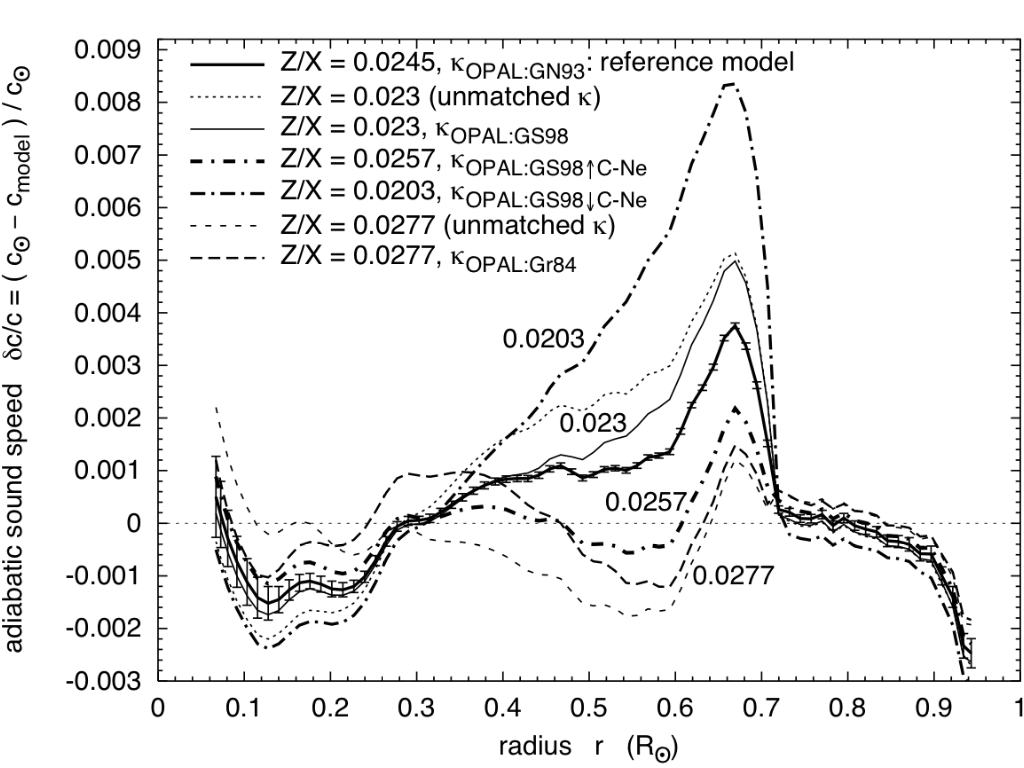 0.009
0.008
0.007
0.006
0.005
0.004
0.003
0.002
0.001
0
-0.001
-0.002
-0.003
adiabatic sound speed δc/c = ( c⊙ − cmodel ) / c⊙
Z/X = 0.0245, κOPAL:GN93: reference model
Z/X = 0.023 (unmatched κ)
Z/X = 0.023, κOPAL:GS98
Z/X = 0.0257, κOPAL:GS98↑C-Ne
Z/X = 0.0203, κOPAL:GS98↓C-Ne
Z/X = 0.0277 (unmatched κ)
Z/X = 0.0277, κOPAL:Gr84
0.0203
0.023
0.0257
0.0277
0 0.1 0.2 0.3 0.4 0.5 0.6 0.7 0.8 0.9 1
radius r (R⊙)